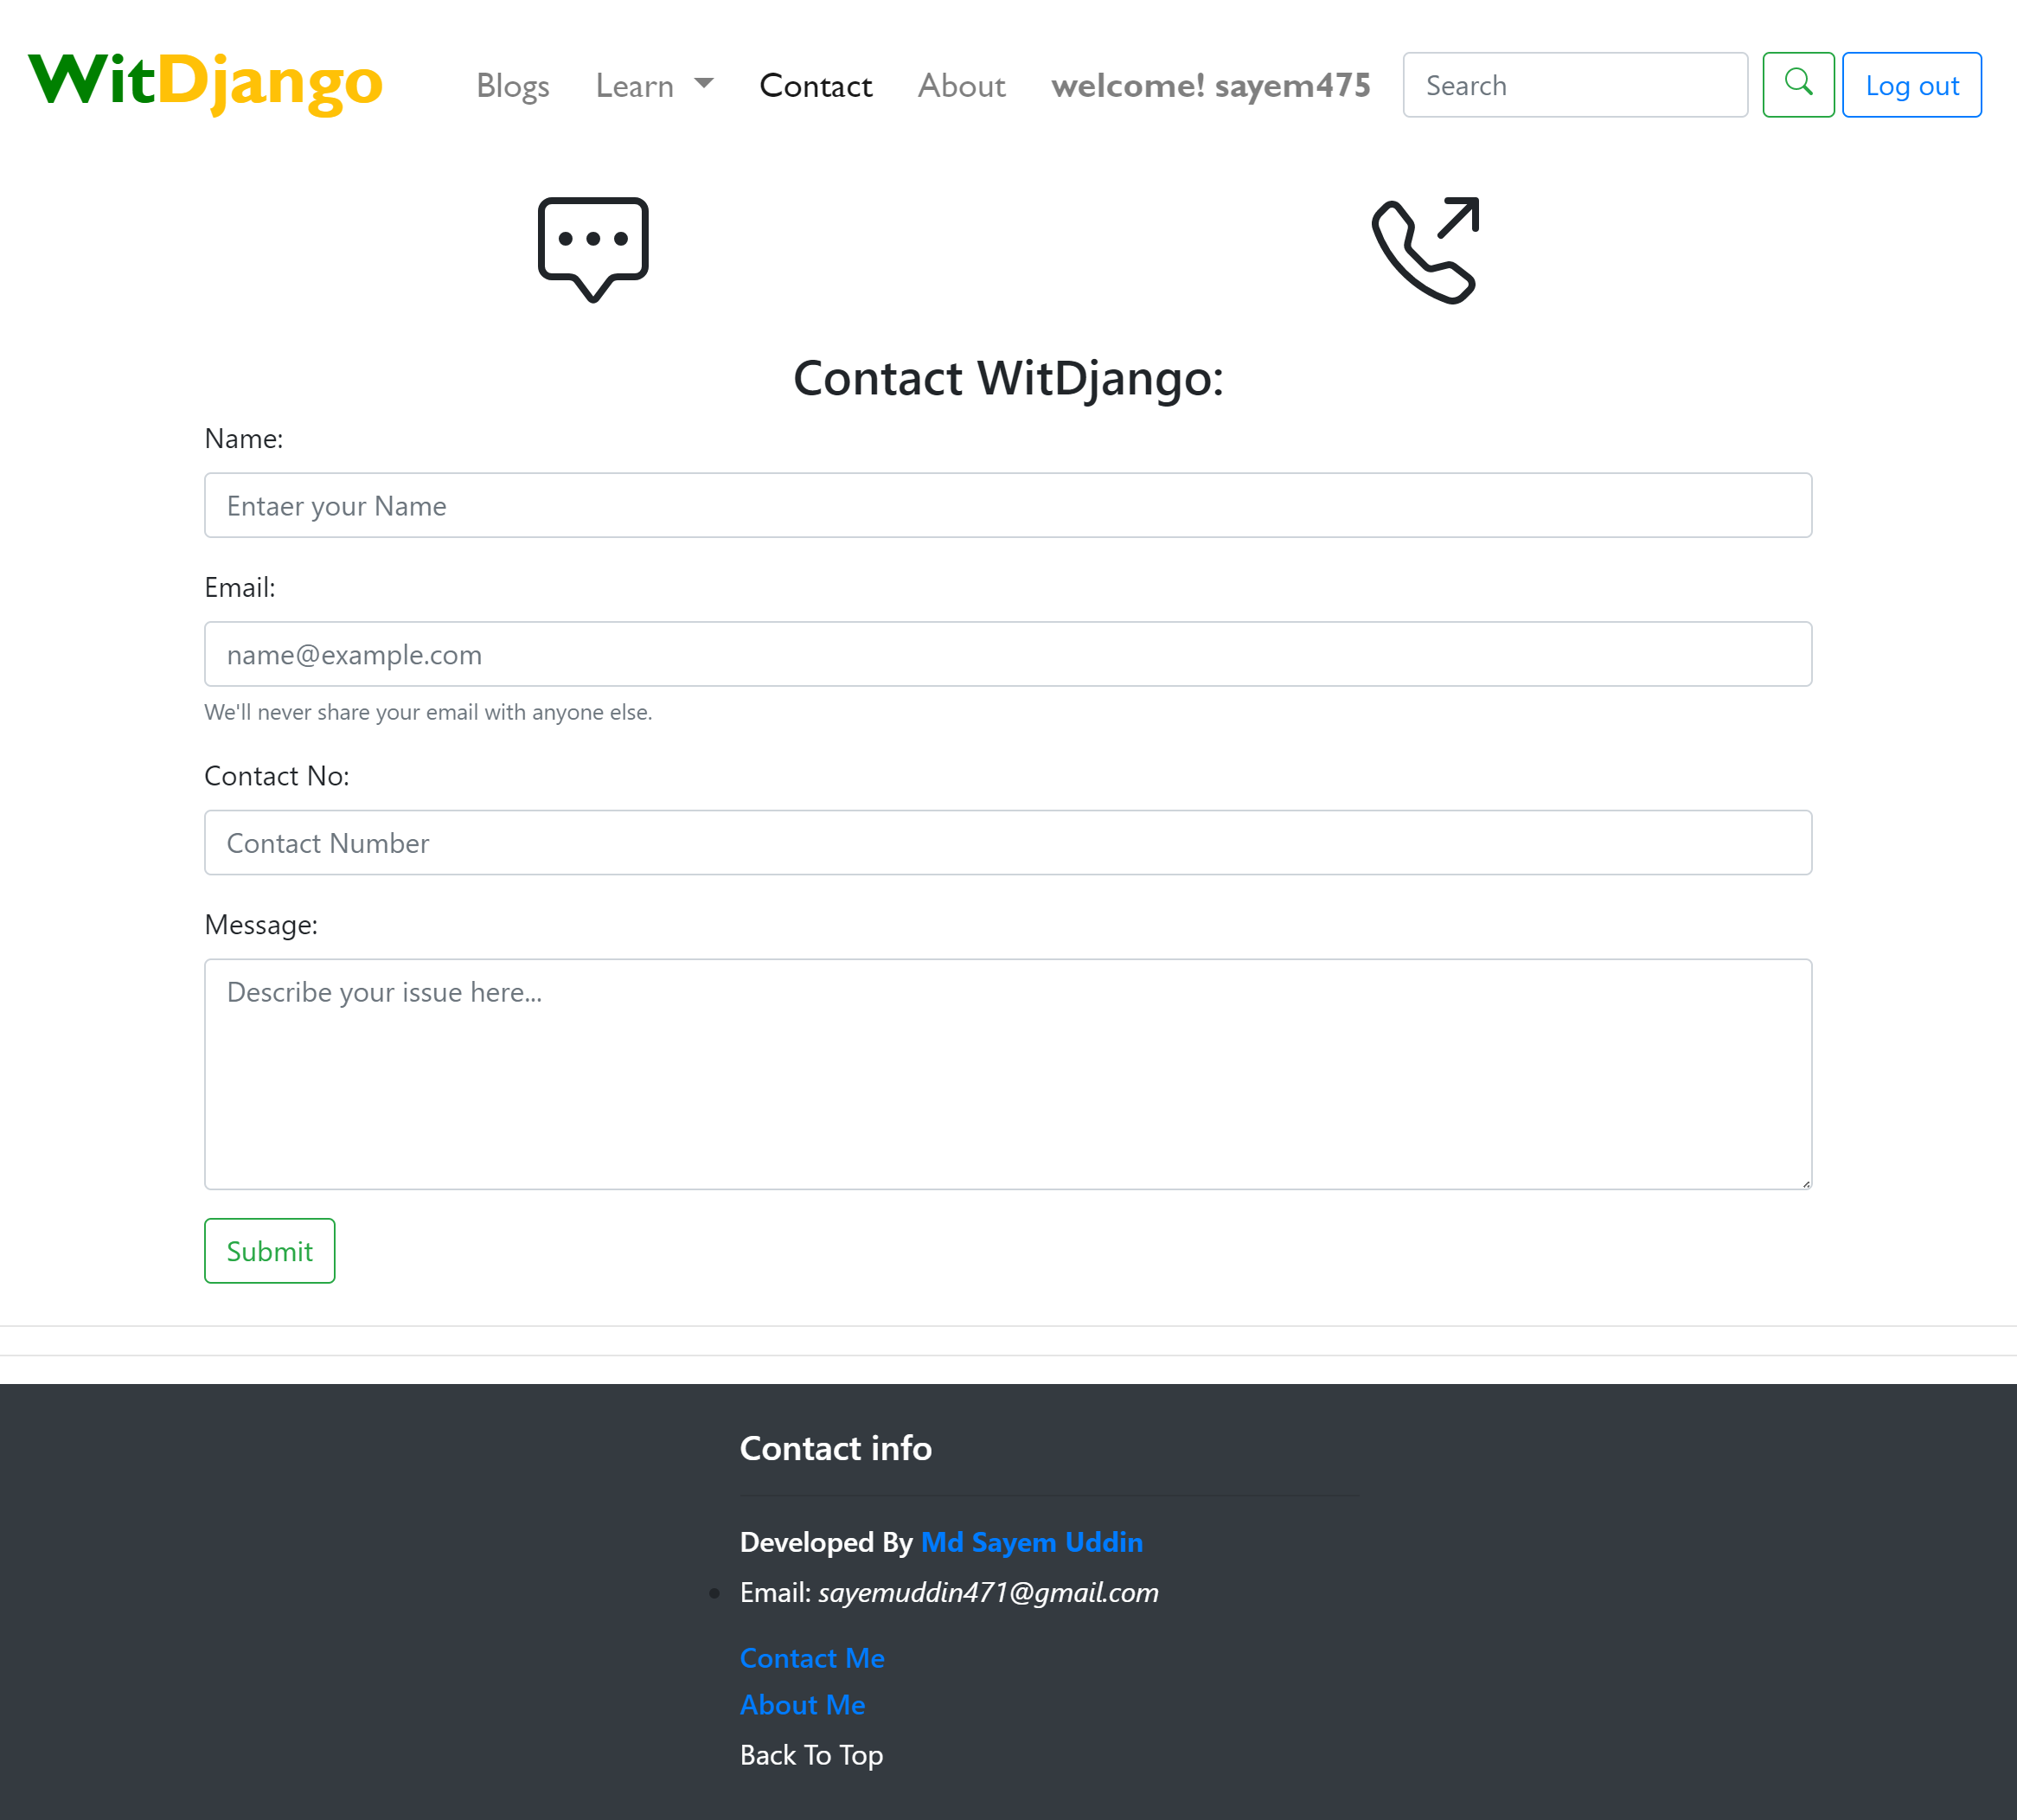 WitDjango Blogs Learn Contact About welcome! sayem475 Search Log out
Contact WitDjango:
Name:
Entaer your Name
Email:
name@example.com
We'll never share your email with anyone else.
Contact No:
Contact Number
Message:
Describe your issue here...
Submit
Contact info
Developed By Md Sayem Uddin
Email: sayemuddin471@gmail.com
Contact Me
About Me
Back To Top